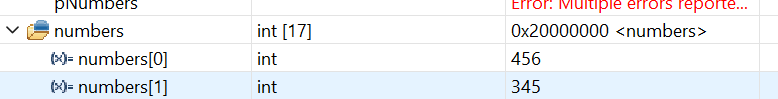 pNumbers Error: Multiple errors reporte...
numbers int [17] 0x20000000 <numbers>
(x)= numbers[0] int 456
(x)= numbers[1] int 345